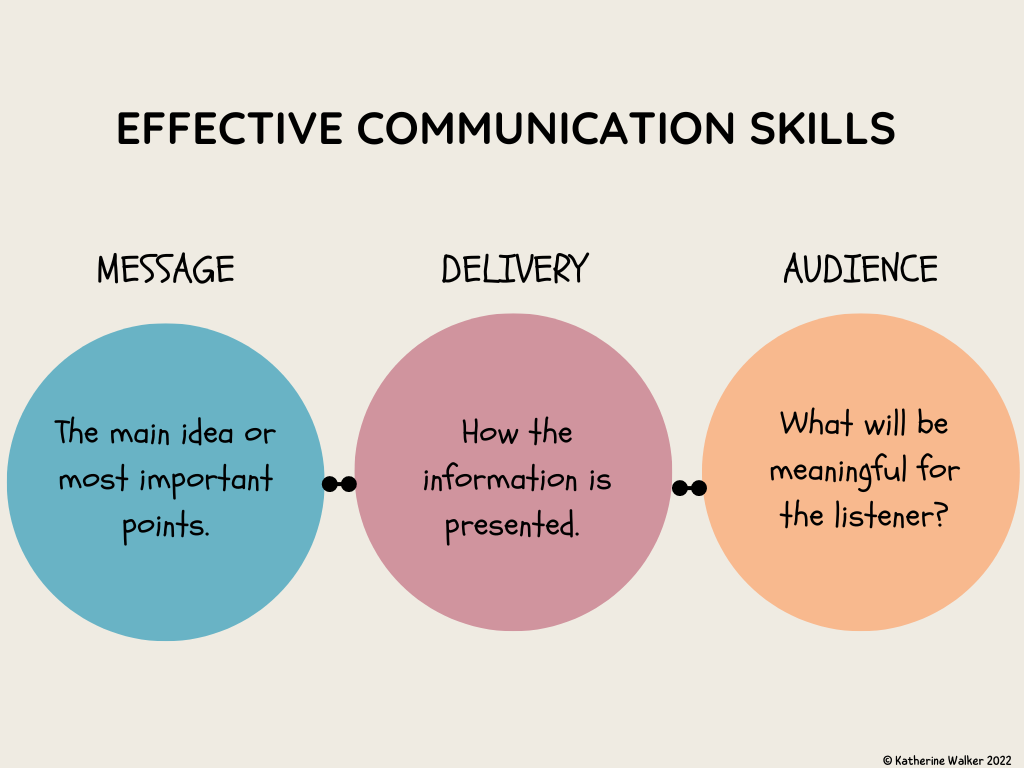 EFFECTIVE COMMUNICATION SKILLS
MESSAGE
The main idea or
most important
points.
DELIVERY
How the
information is
presented.
AUDIENCE
What will be
meaningful for
the listener?
© Katherine Walker 2022